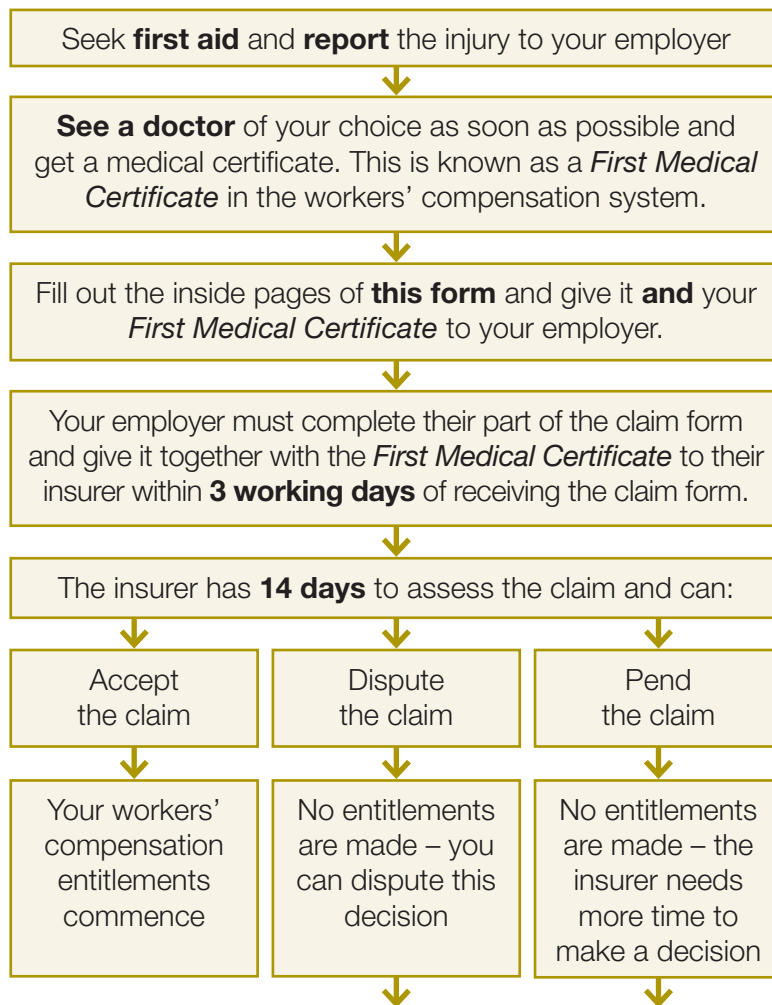 Seek first aid and report the injury to your employer
See a doctor of your choice as soon as possible and
get a medical certificate. This is known as a First Medical
Certificate in the workers’ compensation system.
Fill out the inside pages of this form and give it and your
First Medical Certificate to your employer.
Your employer must complete their part of the claim form
and give it together with the First Medical Certificate to their
insurer within 3 working days of receiving the claim form.
The insurer has 14 days to assess the claim and can:
Accept
the claim
Dispute
the claim
Pend
the claim
Your workers’
compensation
entitlements
commence
No entitlements
are made – you
can dispute this
decision
No entitlements
are made – the
insurer needs
more time to
make a decision